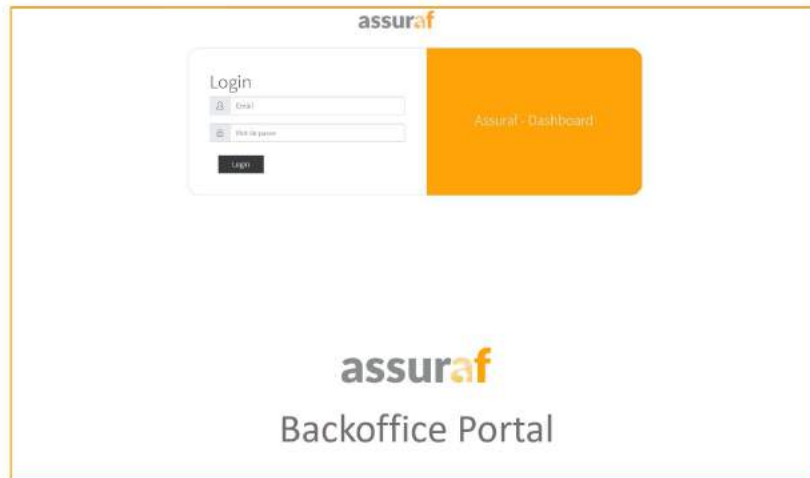 assuraf
Login
Email
Mot de passe
Assuraf - Dashboard
Login
assuraf
Backoffice Portal